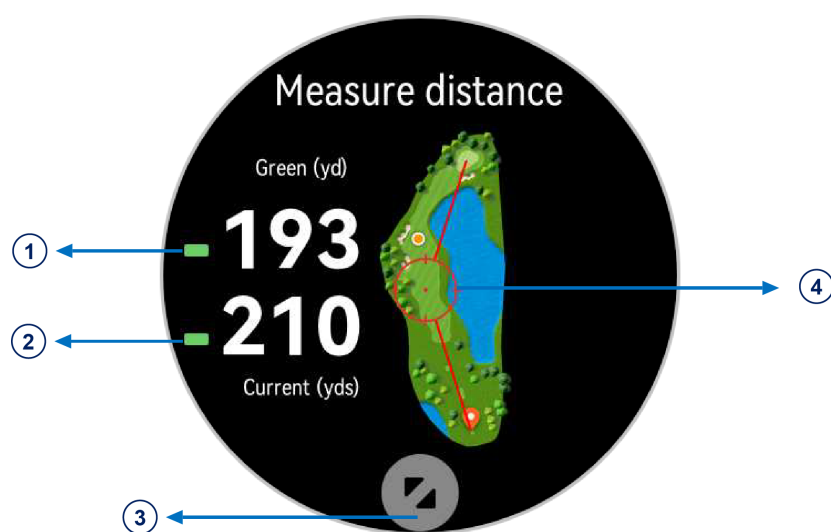 Measure distance
Green (yd)
1
193
2
210
4
Current (yds)
3